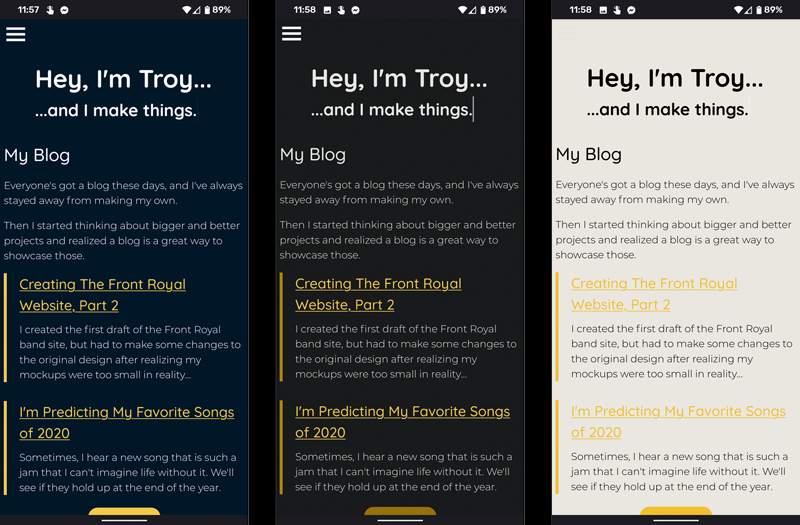 11:57
89%
Hey, I'm Troy...
...and I make things.
My Blog
Everyone's got a blog these days, and I've always
stayed away from making my own.
Then I started thinking about bigger and better
projects and realized a blog is a great way to
showcase those.
Creating The Front Royal
Website, Part 2
I created the first draft of the Front Royal
band site, but had to make some changes to
the original design after realizing my
mockups were too small in reality...
I'm Predicting My Favorite Songs
of 2020
Sometimes, I hear a new song that is such a
jam that I can't imagine life without it. We'll
see if they hold up at the end of the year.
11:58
89%
Hey, I'm Troy...
...and I make things.
My Blog
Everyone's got a blog these days, and I've always
stayed away from making my own.
Then I started thinking about bigger and better
projects and realized a blog is a great way to
showcase those.
Creating The Front Royal
Website, Part 2
I created the first draft of the Front Royal
band site, but had to make some changes to
the original design after realizing my
mockups were too small in reality...
I'm Predicting My Favorite Songs
of 2020
Sometimes, I hear a new song that is such a
jam that I can't imagine life without it. We'll
see if they hold up at the end of the year.
11:58
89%
Hey, I'm Troy...
...and I make things.
My Blog
Everyone's got a blog these days, and I've always
stayed away from making my own.
Then I started thinking about bigger and better
projects and realized a blog is a great way to
showcase those.
Creating The Front Royal
Website, Part 2
I created the first draft of the Front Royal
band site, but had to make some changes to
the original design after realizing my
mockups were too small in reality...
I'm Predicting My Favorite Songs
of 2020
Sometimes, I hear a new song that is such a
jam that I can't imagine life without it. We'll
see if they hold up at the end of the year.